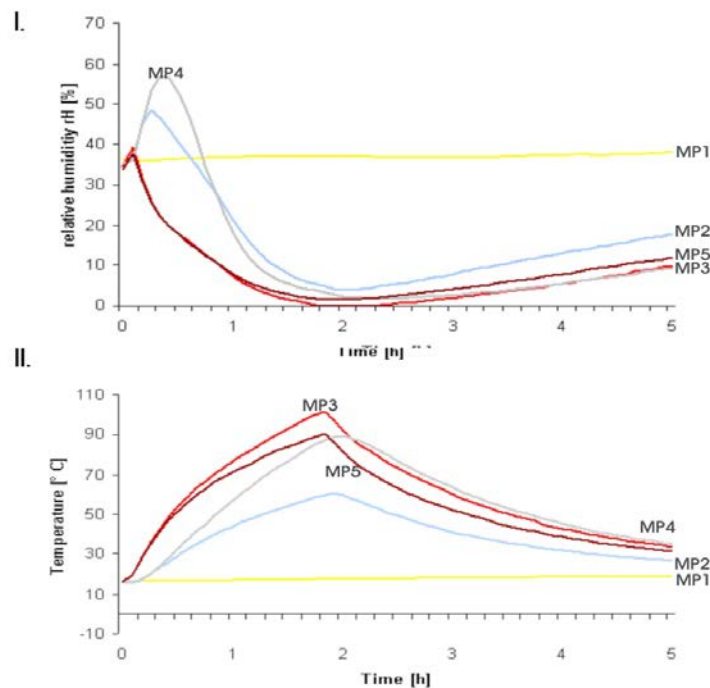 I.
70
60
50
40
30
20
10
0
relative humiditiy rH [%]
MP4
MP1
MP2
MP5
MP3
0 1 2 3 4 5
Time [h]
II.
110
90
70
50
30
10
-10
Temperature [° C]
MP3
MP5
MP4
MP2
MP1
0 1 2 3 4 5
Time [h]